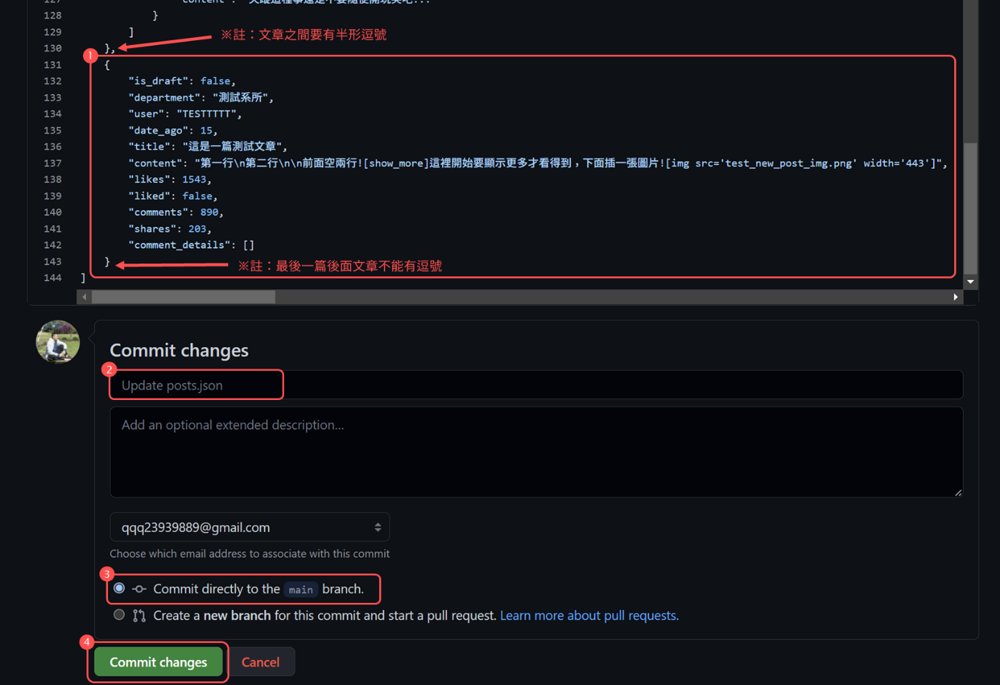 128 }
129 ]
※註：文章之間要有半形逗號
130 },
1
131 {
132 "is_draft": false,
133 "department": "測試系所",
134 "user": "TESTTTTT",
135 "date_ago": 15,
136 "title": "這是一篇測試文章",
137 "content": "第一行\n第二行\n\n前面空兩行![show_more]這裡開始要顯示更多才看得到，下面插一張圖片![img src='test_new_post_img.png' width='443']",
138 "likes": 1543,
139 "liked": false,
140 "comments": 890,
141 "shares": 203,
142 "comment_details": []
143 }
※註：最後一篇後面文章不能有逗號
144 ]
Commit changes
2
Update posts.json
Add an optional extended description...
qqq23939889@gmail.com
Choose which email address to associate with this commit
3
Commit directly to the main branch.
Create a new branch for this commit and start a pull request. Learn more about pull requests.
4
Commit changes
Cancel